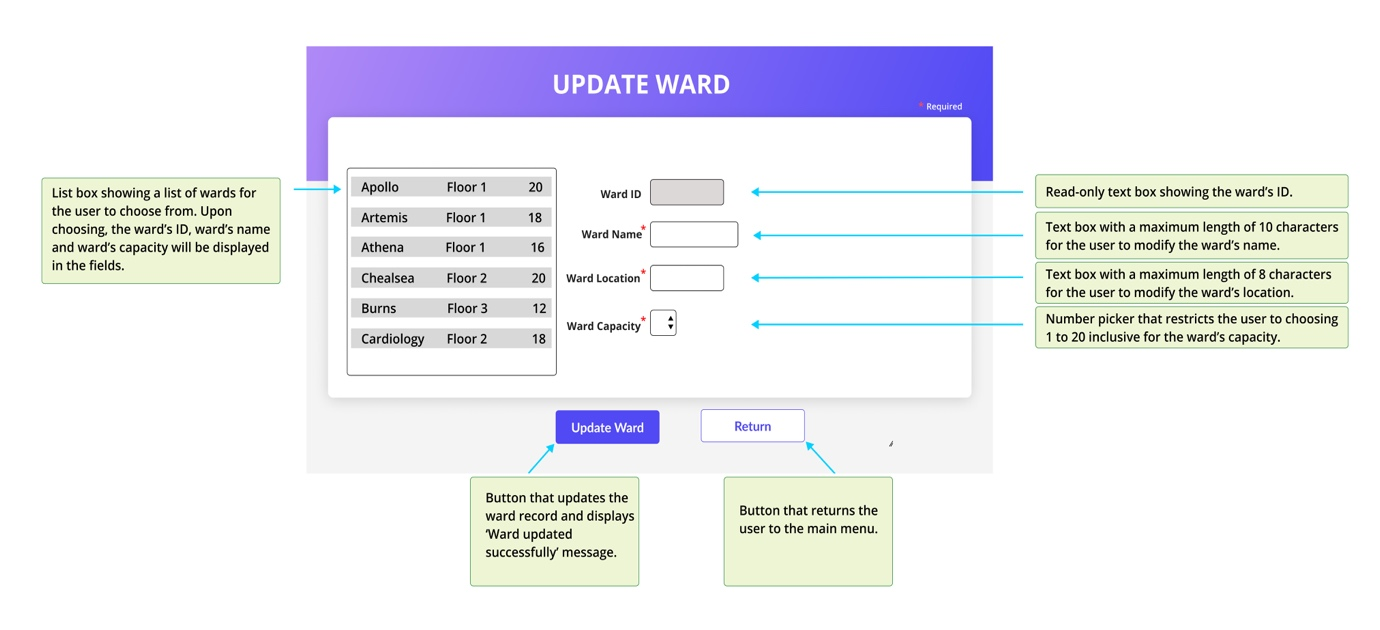 UPDATE WARD
* Required
List box showing a list of wards for
the user to choose from. Upon
choosing, the ward's ID, ward's name
and ward's capacity will be displayed
in the fields.
Apollo Floor 1 20
Artemis Floor 1 18
Athena Floor 1 16
Chealsea Floor 2 20
Burns Floor 3 12
Cardiology Floor 2 18
Ward ID
Ward Name*
Ward Location*
Ward Capacity*
Read-only text box showing the ward's ID.
Text box with a maximum length of 10 characters
for the user to modify the ward's name.
Text box with a maximum length of 8 characters
for the user to modify the ward's location.
Number picker that restricts the user to choosing
1 to 20 inclusive for the ward's capacity.
Update Ward
Return
Button that updates the
ward record and displays
'Ward updated
successfully' message.
Button that returns the
user to the main menu.